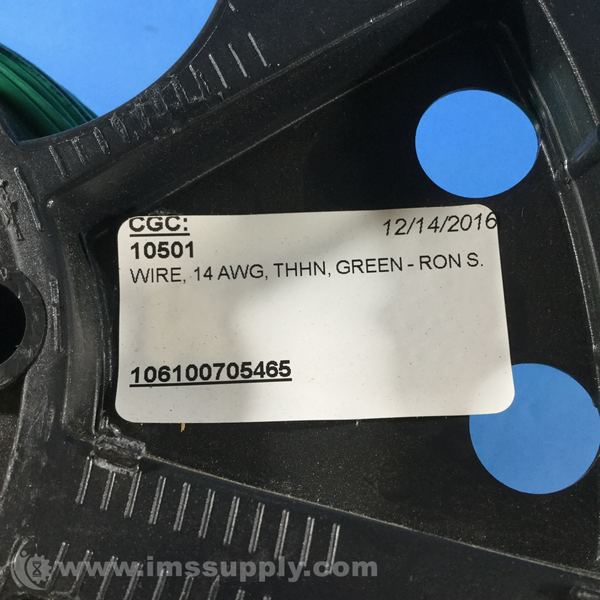 CGC: 12/14/2016
10501
WIRE, 14 AWG, THHN, GREEN - RON S.
106100705465
www.imssupply.com